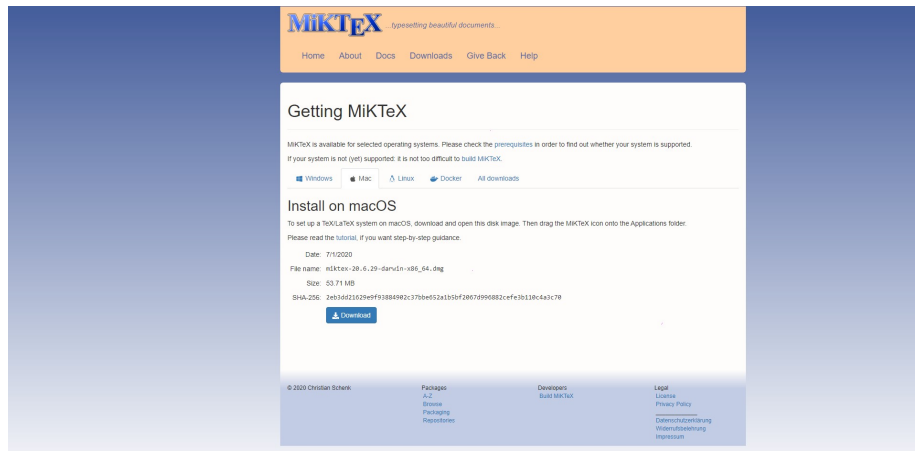 MiKTeX ...typesetting beautiful documents...
Home About Docs Downloads Give Back Help
Getting MiKTeX
MiKTeX is available for selected operating systems. Please check the prerequisites in order to find out whether your system is supported.
If your system is not (yet) supported: it is not too difficult to build MiKTeX.
Windows Mac Linux Docker All downloads
Install on macOS
To set up a TeX/LaTeX system on macOS, download and open this disk image. Then drag the MiKTeX icon onto the Applications folder.
Please read the tutorial, if you want step-by-step guidance.
Date: 7/1/2020
File name: miktex-20.6.29-darwin-x86_64.dmg
Size: 53.71 MB
SHA-256: 2eb3dd21629e9f93884902c37bbe652a1b5bf2067d996882cefe3b110c4a3c70
Download
© 2020 Christian Schenk Packages Developers Legal
A-Z Build MiKTeX License
Browse Privacy Policy
Packaging
Repositories Datenschutzerklärung
Widerrufsbelehrung
Impressum